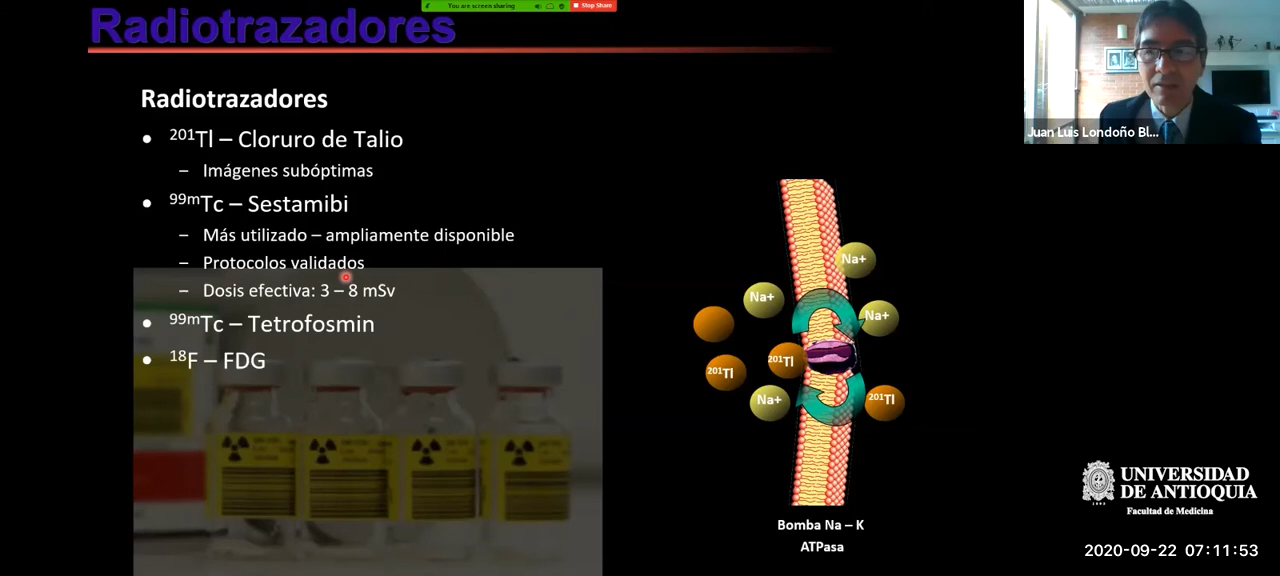 You are screen sharing
Stop Share
Radiotrazadores
Radiotrazadores
• ²⁰¹Tl – Cloruro de Talio
– Imágenes subóptimas
• ⁹⁹ᵐTc – Sestamibi
– Más utilizado – ampliamente disponible
– Protocolos validados
– Dosis efectiva: 3 – 8 mSv
• ⁹⁹ᵐTc – Tetrofosmin
• ¹⁸F – FDG
Na+
Na+
Na+
²⁰¹Tl
²⁰¹Tl
Na+
²⁰¹Tl
Bomba Na – K
ATPasa
Juan Luis Londoño Bl...
UNIVERSIDAD
DE ANTIOQUIA
Facultad de Medicina
2020-09-22 07:11:53